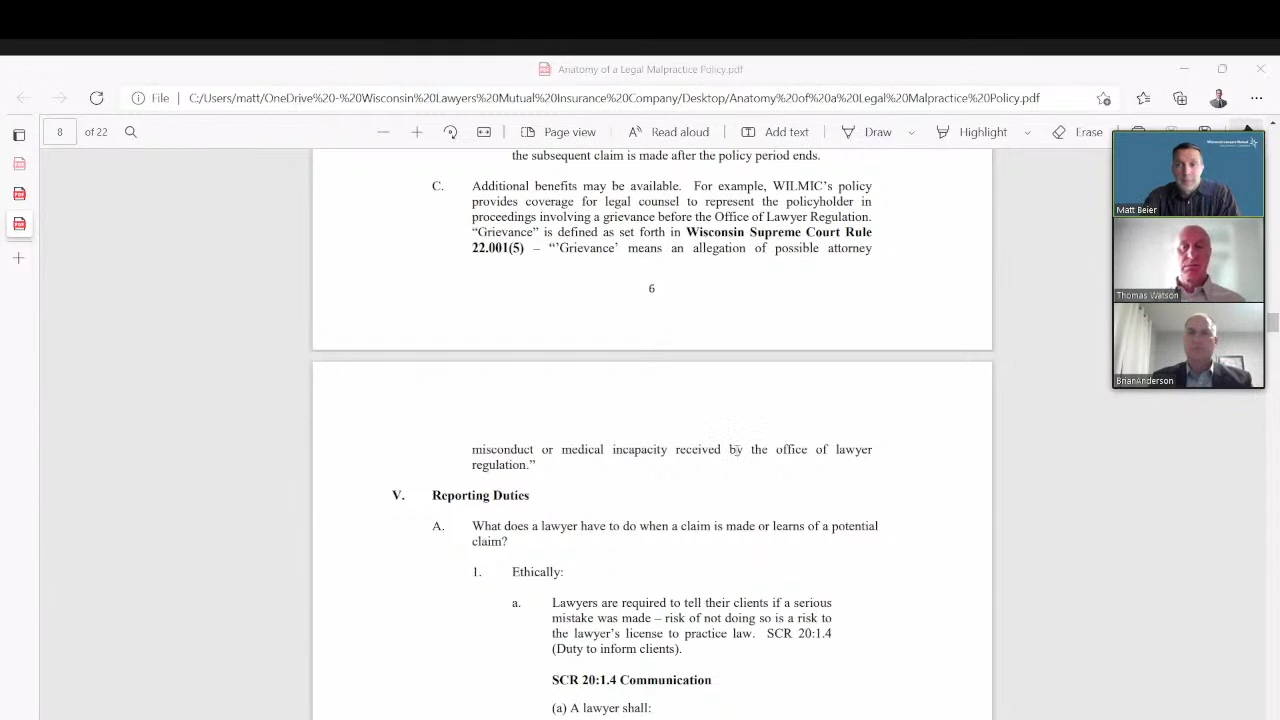 Anatomy of a Legal Malpractice Policy.pdf
File | C:/Users/matt/OneDrive%20-%20Wisconsin%20Lawyers%20Mutual%20Insurance%20Company/Desktop/Anatomy%20of%20a%20Legal%20Malpractice%20Policy.pdf
8 of 22 Page view Read aloud Add text Draw Highlight Erase
the subsequent claim is made after the policy period ends.
C. Additional benefits may be available. For example, WILMIC's policy
provides coverage for legal counsel to represent the policyholder in
proceedings involving a grievance before the Office of Lawyer Regulation.
“Grievance” is defined as set forth in Wisconsin Supreme Court Rule
22.001(5) – “’Grievance’ means an allegation of possible attorney
6
misconduct or medical incapacity received by the office of lawyer
regulation.”
V. Reporting Duties
A. What does a lawyer have to do when a claim is made or learns of a potential
claim?
1. Ethically:
a. Lawyers are required to tell their clients if a serious
mistake was made – risk of not doing so is a risk to
the lawyer’s license to practice law. SCR 20:1.4
(Duty to inform clients).
SCR 20:1.4 Communication
(a) A lawyer shall:
Wisconsin Lawyers Mutual
Matt Beier
Thomas Watson
BrianAnderson